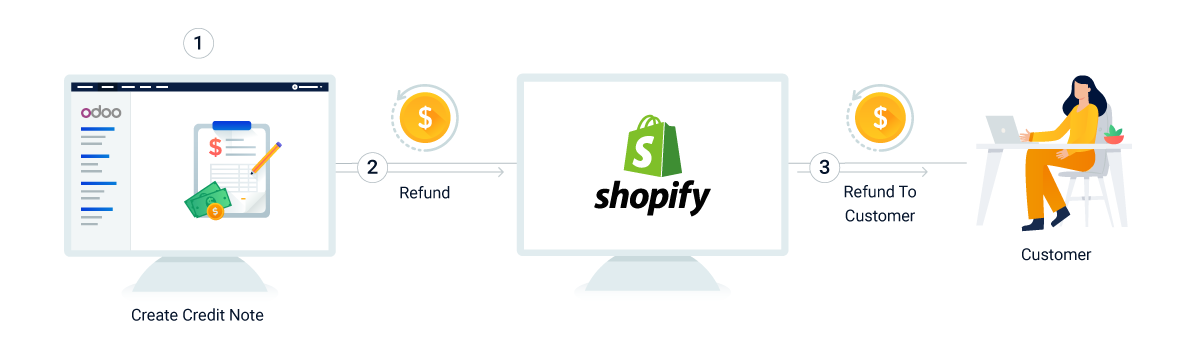 1
odoo
$
$
$
$
2
Refund
S
shopify
3
Refund To
Customer
Customer
Create Credit Note